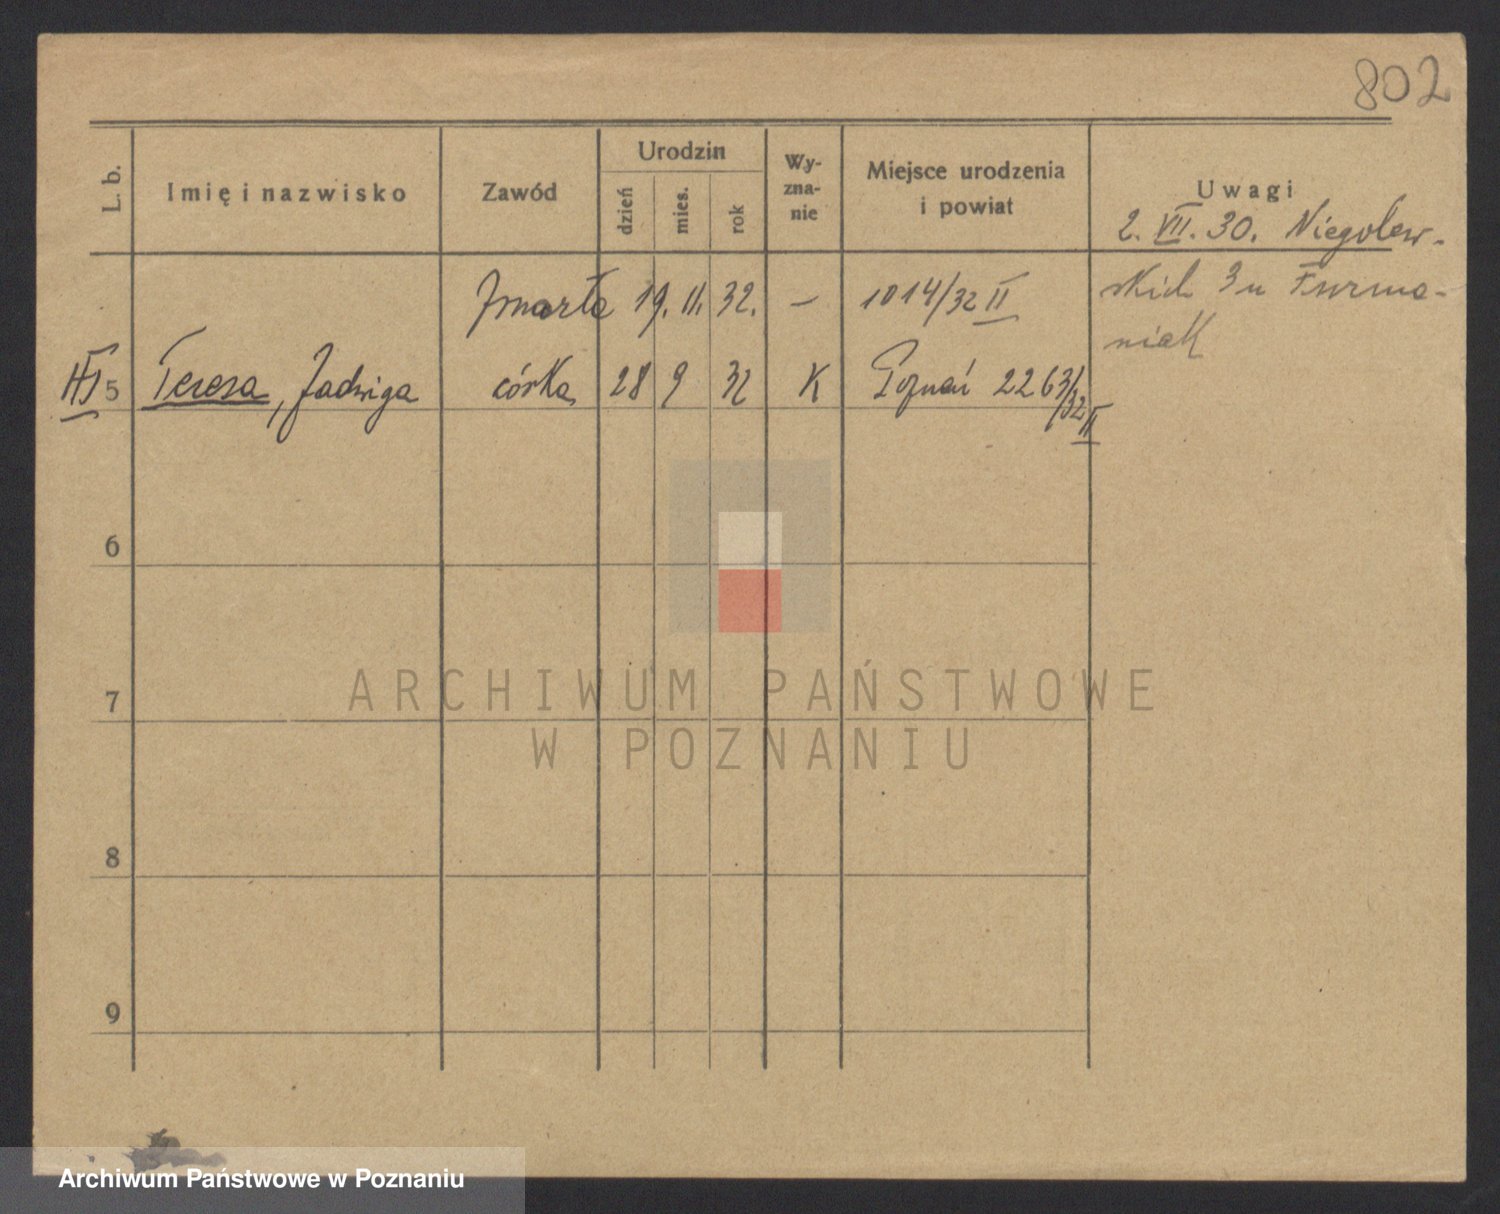 802
L. b.
Imię i nazwisko
Zawód
Urodzin
dzień
mies.
rok
Wy-
zna-
nie
Miejsce urodzenia
i powiat
Uwagi
2. VII. 30. Niegolew-
skich 3 u Furma-
niak
Zmarła 19. II. 32. – 1014/32 II
5 Teresa, Jadwiga córka 28 9 32 K Poznań 2263/32 II
6
7
8
9
ARCHIWUM PAŃSTWOWE
W POZNANIU
Archiwum Państwowe w Poznaniu